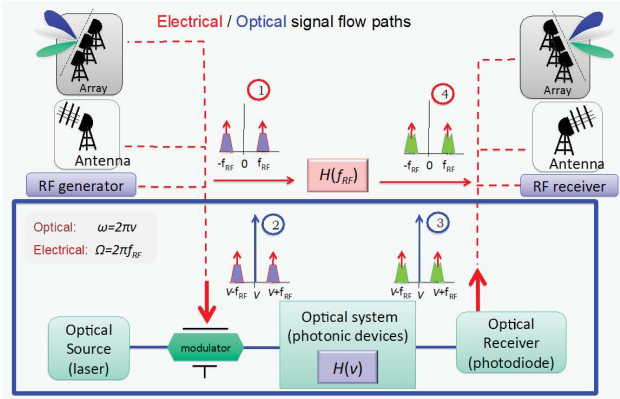 Electrical / Optical signal flow paths
Array
Antenna
RF generator
1
-fRF 0 fRF
H(fRF)
4
-fRF 0 fRF
Array
Antenna
RF receiver
Optical: ω=2πν
Electrical: Ω=2πfRF
2
ν-fRF ν ν+fRF
3
ν-fRF ν ν+fRF
Optical
Source
(laser)
modulator
Optical system
(photonic devices)
H(ν)
Optical
Receiver
(photodiode)